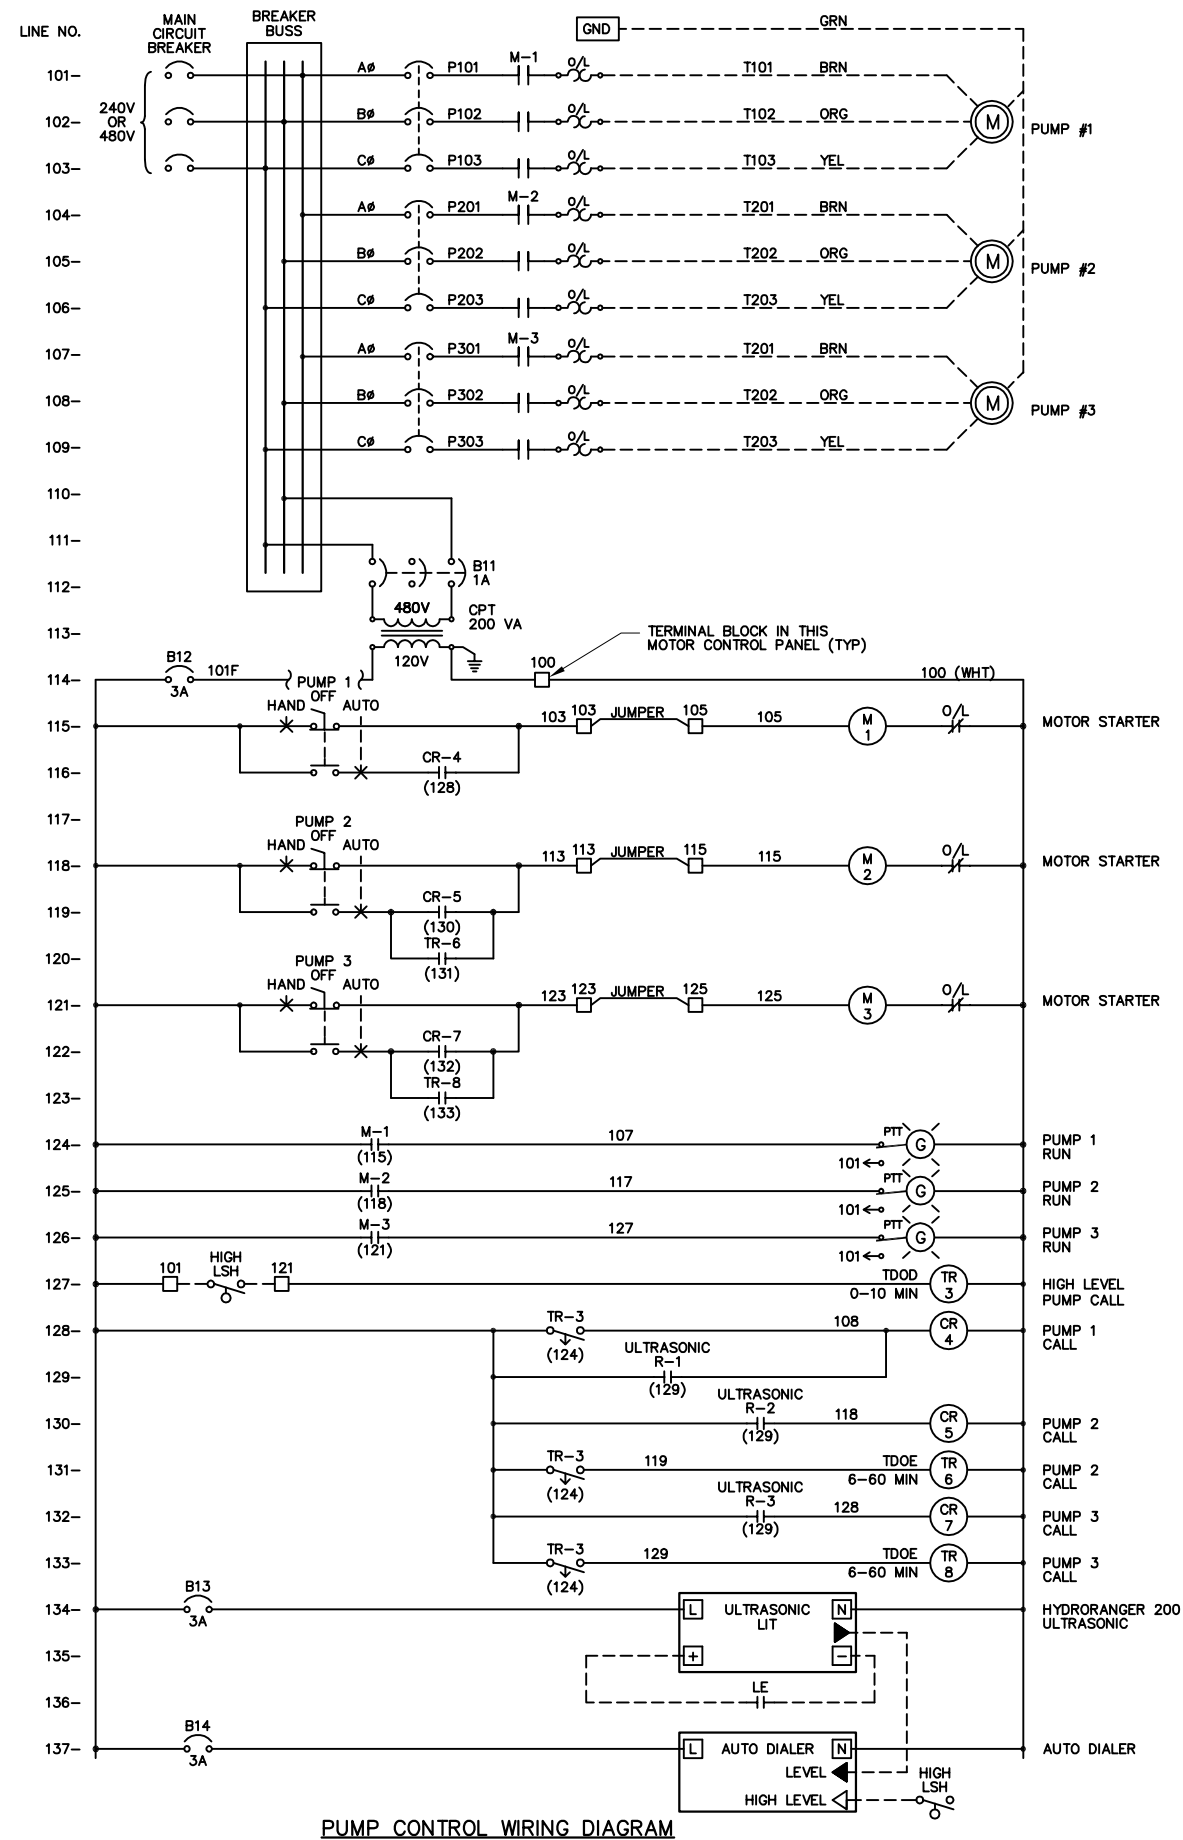 LINE NO.
MAIN
CIRCUIT
BREAKER
BREAKER
BUSS
GND
GRN
101–
AØ
P101
M–1
O/L
T101
BRN
240V
OR
480V
102–
BØ
P102
O/L
T102
ORG
M
PUMP #1
103–
CØ
P103
O/L
T103
YEL
104–
AØ
P201
M–2
O/L
T201
BRN
105–
BØ
P202
O/L
T202
ORG
M
PUMP #2
106–
CØ
P203
O/L
T203
YEL
107–
AØ
P301
M–3
O/L
T201
BRN
108–
BØ
P302
O/L
T202
ORG
M
PUMP #3
109–
CØ
P303
O/L
T203
YEL
110–
111–
B11
1A
112–
480V
CPT
200 VA
113–
120V
TERMINAL BLOCK IN THIS
MOTOR CONTROL PANEL (TYP)
114–
B12
3A
101F
100
100 (WHT)
PUMP 1
OFF
HAND
AUTO
115–
103
103
JUMPER
105
105
M
1
O/L
MOTOR STARTER
116–
CR–4
(128)
117–
PUMP 2
OFF
HAND
AUTO
118–
113
113
JUMPER
115
115
M
2
O/L
MOTOR STARTER
119–
CR–5
(130)
120–
TR–6
(131)
PUMP 3
OFF
HAND
AUTO
121–
123
123
JUMPER
125
125
M
3
O/L
MOTOR STARTER
122–
CR–7
(132)
123–
TR–8
(133)
124–
M–1
(115)
107
PTT
G
101
PUMP 1
RUN
125–
M–2
(118)
117
PTT
G
101
PUMP 2
RUN
126–
M–3
(121)
127
PTT
G
101
PUMP 3
RUN
127–
101
HIGH
LSH
121
TDOD
0–10 MIN
TR
3
HIGH LEVEL
PUMP CALL
128–
TR–3
(124)
108
CR
4
PUMP 1
CALL
129–
ULTRASONIC
R–1
(129)
130–
ULTRASONIC
R–2
(129)
118
CR
5
PUMP 2
CALL
131–
TR–3
(124)
119
TDOE
6–60 MIN
TR
6
PUMP 2
CALL
132–
ULTRASONIC
R–3
(129)
128
CR
7
PUMP 3
CALL
133–
TR–3
(124)
129
TDOE
6–60 MIN
TR
8
PUMP 3
CALL
134–
B13
3A
L
ULTRASONIC
LIT
N
HYDRORANGER 200
ULTRASONIC
135–
+
–
136–
LE
137–
B14
3A
L
AUTO DIALER
N
AUTO DIALER
LEVEL
HIGH LEVEL
HIGH
LSH
PUMP CONTROL WIRING DIAGRAM